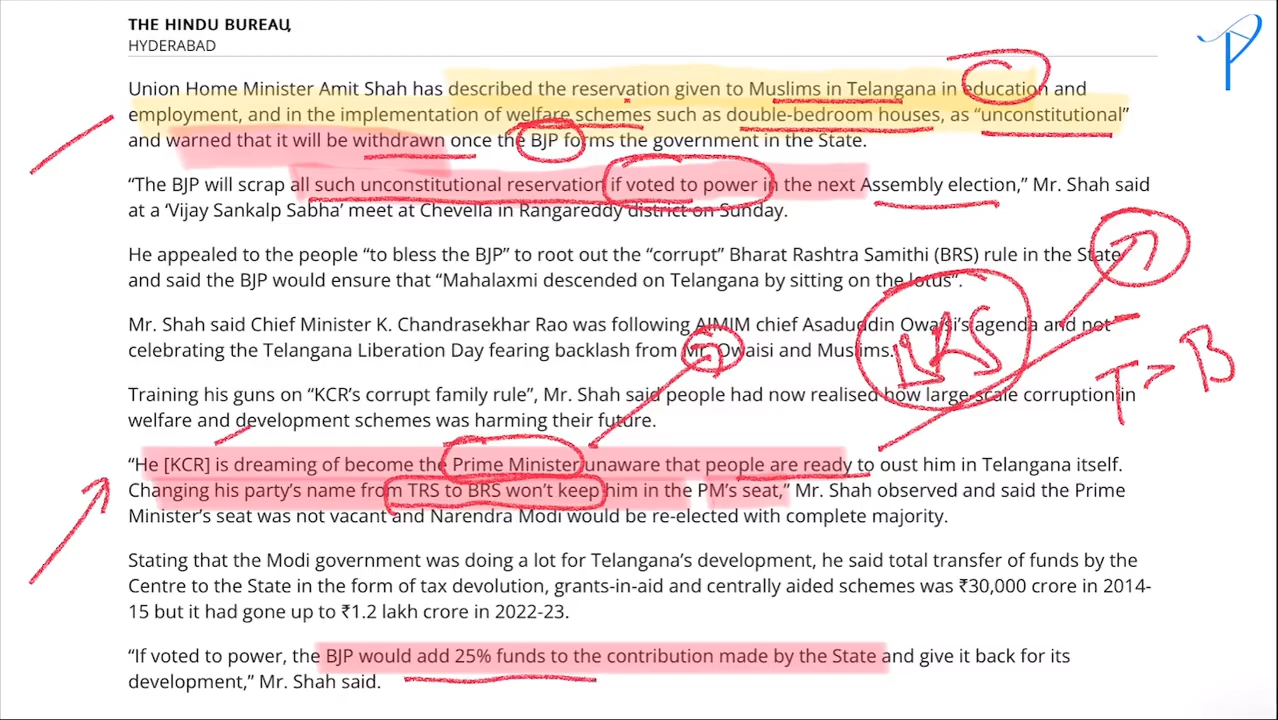 THE HINDU BUREAU,
HYDERABAD
Union Home Minister Amit Shah has described the reservation given to Muslims in Telangana in education and
employment, and in the implementation of welfare schemes such as double-bedroom houses, as “unconstitutional”
and warned that it will be withdrawn once the BJP forms the government in the State.
“The BJP will scrap all such unconstitutional reservation if voted to power in the next Assembly election,” Mr. Shah said
at a ‘Vijay Sankalp Sabha’ meet at Chevella in Rangareddy district on Sunday.
He appealed to the people “to bless the BJP” to root out the “corrupt” Bharat Rashtra Samithi (BRS) rule in the State
and said the BJP would ensure that “Mahalaxmi descended on Telangana by sitting on the lotus”.
Mr. Shah said Chief Minister K. Chandrasekhar Rao was following AIMIM chief Asaduddin Owaisi’s agenda and not
celebrating the Telangana Liberation Day fearing backlash from Mr. Owaisi and Muslims.
BRS
T > B
Training his guns on “KCR’s corrupt family rule”, Mr. Shah said people had now realised how large-scale corruption in
welfare and development schemes was harming their future.
“He [KCR] is dreaming of become the Prime Minister unaware that people are ready to oust him in Telangana itself.
Changing his party’s name from TRS to BRS won’t keep him in the PM’s seat,” Mr. Shah observed and said the Prime
Minister’s seat was not vacant and Narendra Modi would be re-elected with complete majority.
Stating that the Modi government was doing a lot for Telangana’s development, he said total transfer of funds by the
Centre to the State in the form of tax devolution, grants-in-aid and centrally aided schemes was ₹30,000 crore in 2014-
15 but it had gone up to ₹1.2 lakh crore in 2022-23.
“If voted to power, the BJP would add 25% funds to the contribution made by the State and give it back for its
development,” Mr. Shah said.